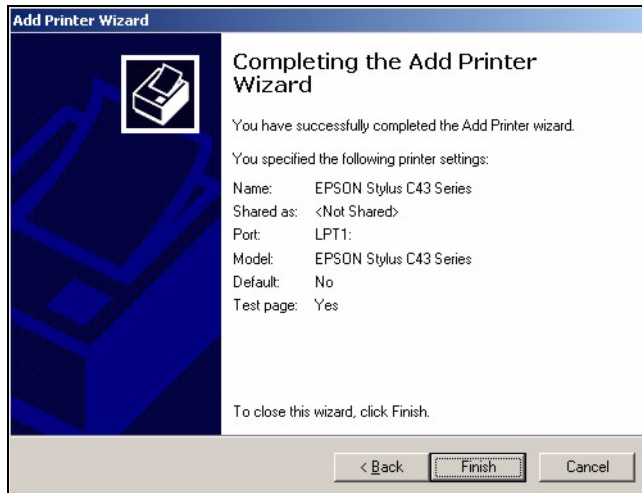 Add Printer Wizard
Completing the Add Printer
Wizard
You have successfully completed the Add Printer wizard.
You specified the following printer settings:
Name: EPSON Stylus C43 Series
Shared as: <Not Shared>
Port: LPT1:
Model: EPSON Stylus C43 Series
Default: No
Test page: Yes
To close this wizard, click Finish.
< Back Finish Cancel